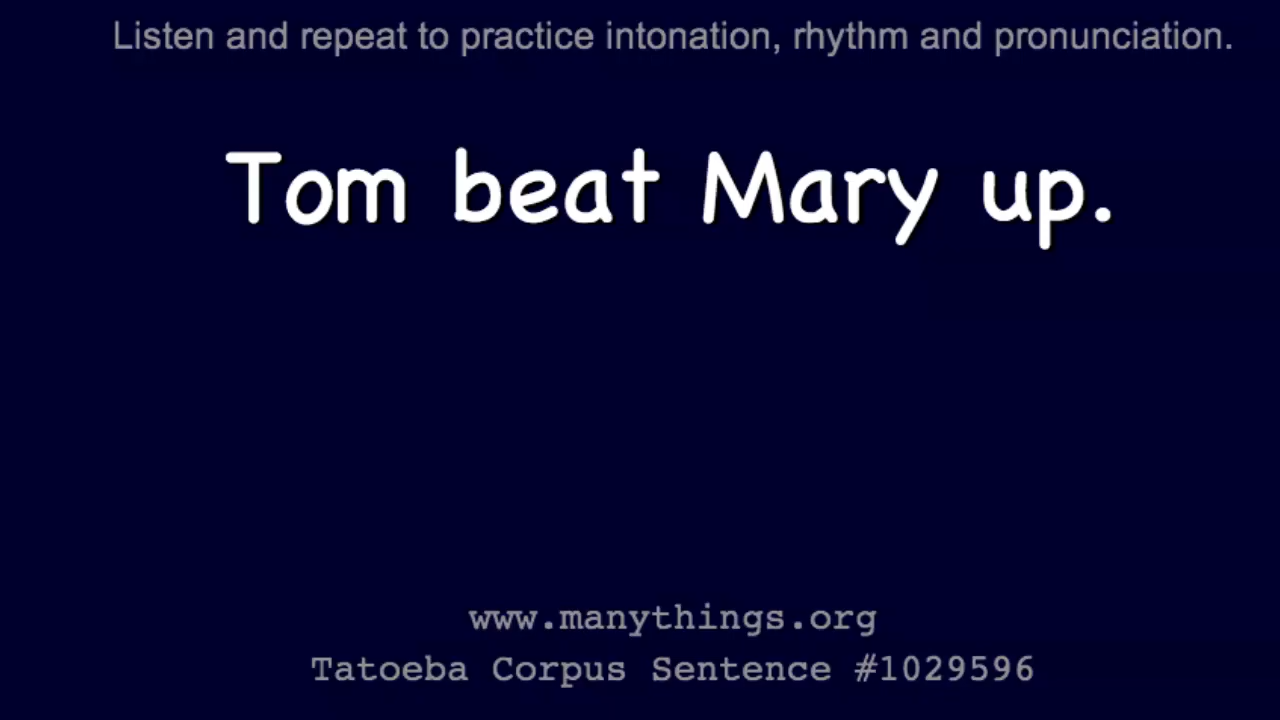 Listen and repeat to practice intonation, rhythm and pronunciation.
Tom beat Mary up.
www.manythings.org
Tatoeba Corpus Sentence #1029596